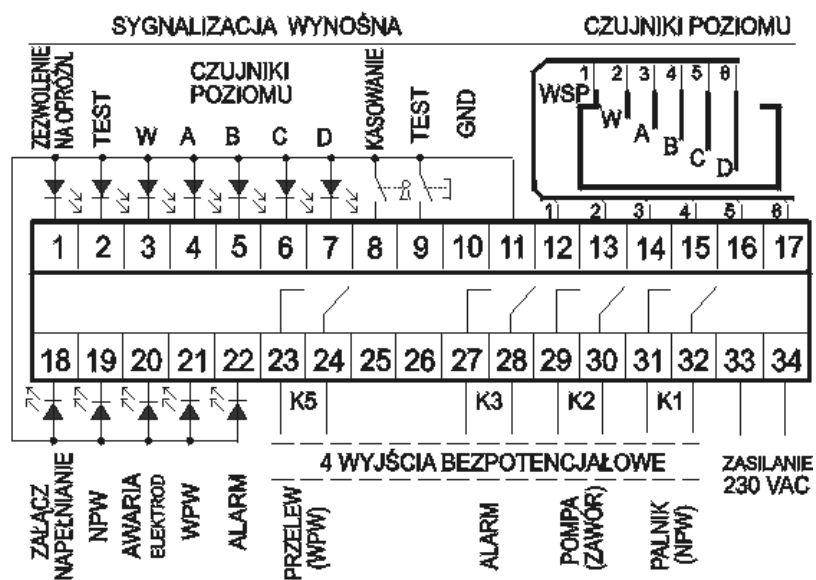 SYGNALIZACJA WYNOŚNA
CZUJNIKI POZIOMU
ZEZWOLENIE
NA OPRÓŻN.
TEST
CZUJNIKI
POZIOMU
W A B C D
KASOWANIE
TEST
GND
1 2 3 4 5 6
WSP W A B C D
1 2 3 4 5 6
1 2 3 4 5 6 7 8 9 10 11 12 13 14 15 16 17
18 19 20 21 22 23 24 25 26 27 28 29 30 31 32 33 34
K5 K3 K2 K1
4 WYJŚCIA BEZPOTENCJAŁOWE
ZASILANIE
230 VAC
ZAŁĄCZ
NAPEŁNIANIE
NPW
AWARIA
ELEKTROD
WPW
ALARM
PRZELEW
(WPW)
ALARM
POMPA
(ZAWÓR)
PALNIK
(NPW)